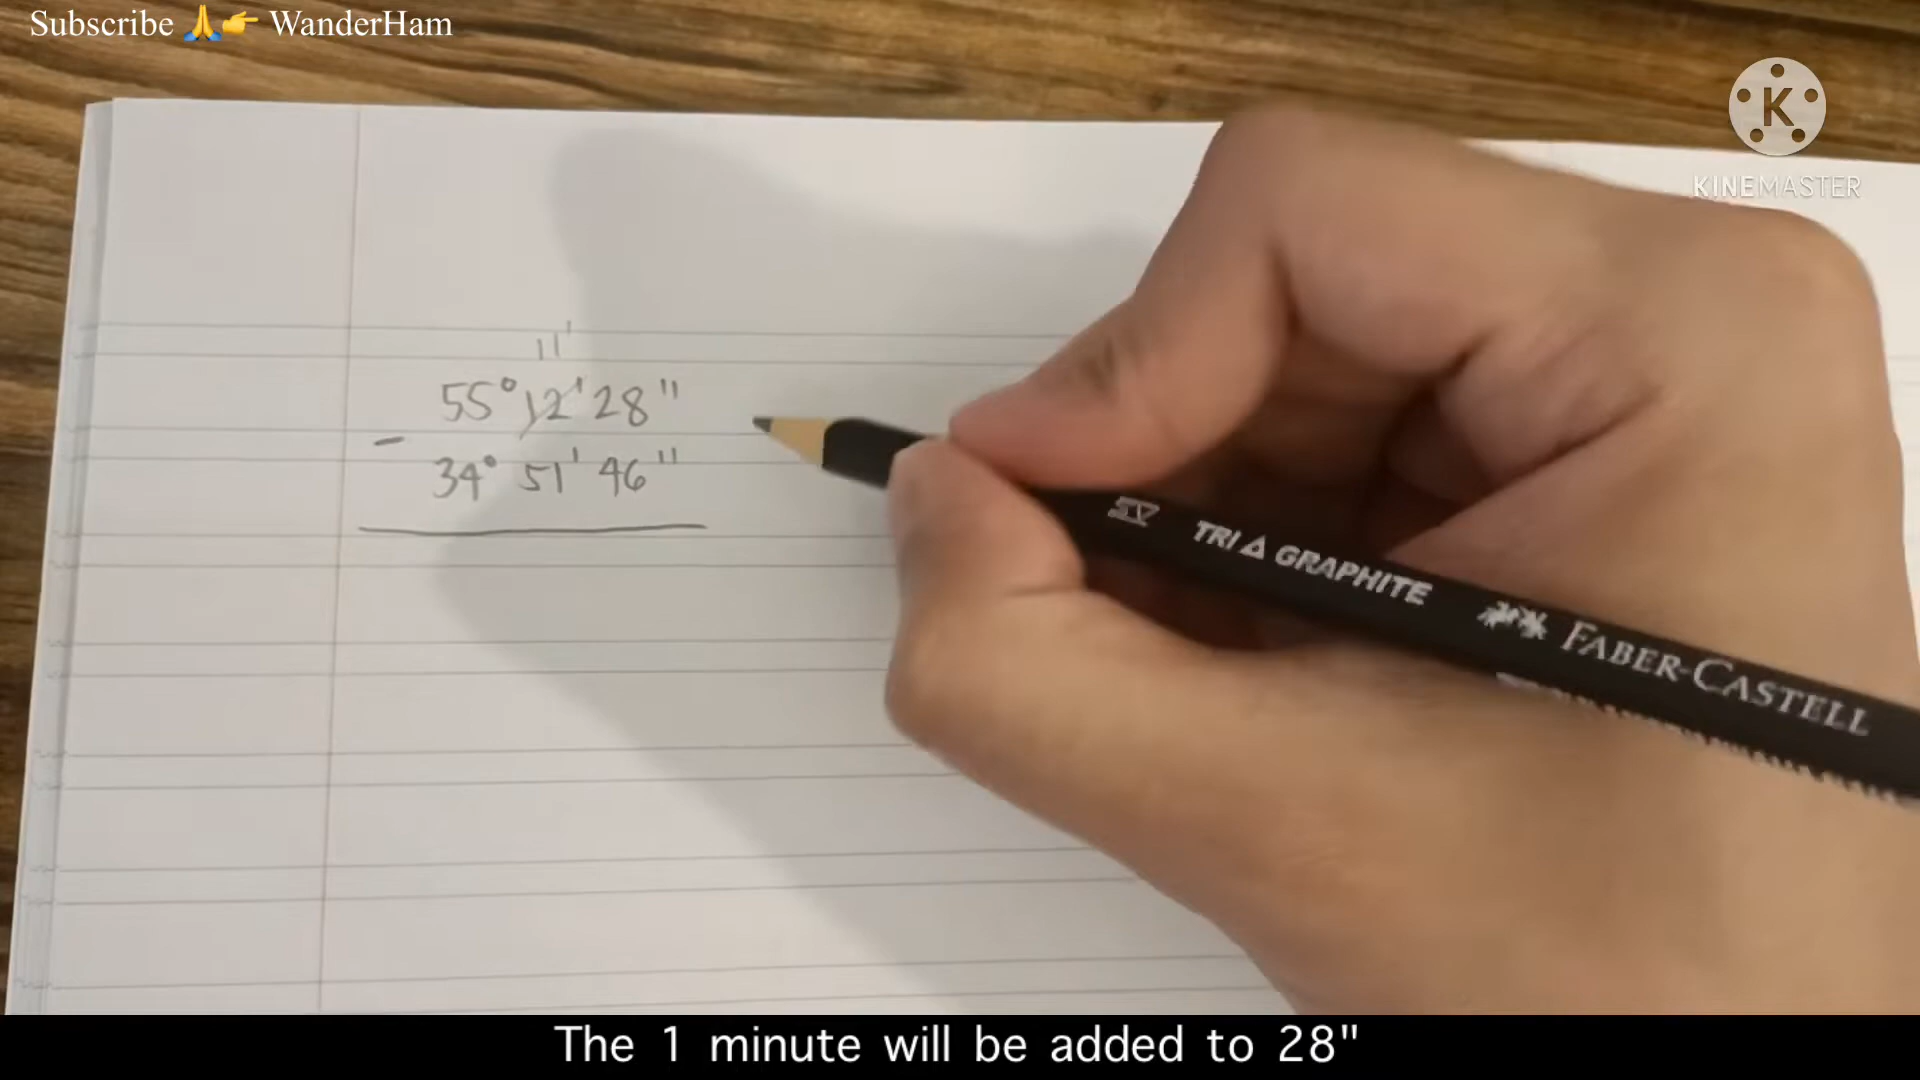 Subscribe 🙏👉 WanderHam
K
KINEMASTER
11'
55° 12' 28"
- 34° 51' 46"
TRI GRAPHITE FABER-CASTELL
The 1 minute will be added to 28"